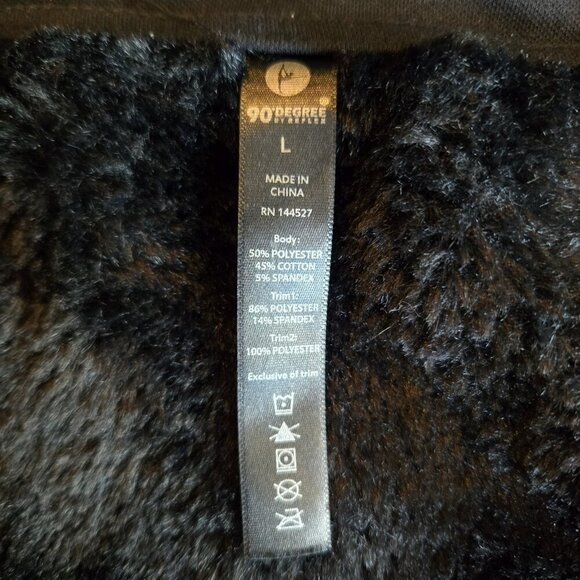 90 DEGREE
BY REFLEX
L
MADE IN
CHINA
RN 144527
Body:
50% POLYESTER
45% COTTON
5% SPANDEX
Trim1:
86% POLYESTER
14% SPANDEX
Trim2:
100% POLYESTER
Exclusive of trim